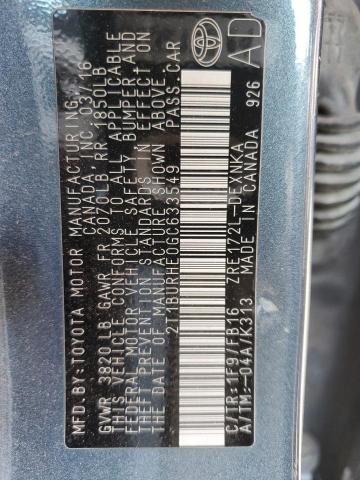 MFD BY:TOYOTA MOTOR MANUFACTURING
CANADA, INC. 03/16
GVWR 3820 LB GAWR FR 2070LB RR 1850LB
THIS VEHICLE CONFORMS TO ALL APPLICABLE
FEDERAL MOTOR VEHICLE SAFETY BUMPER, AND
THEFT PREVENTION STANDARDS IN EFFECT ON
THE DATE OF MANUFACTURE SHOWN ABOVE.
2T1BURHE0GC633549 PASS.CAR
C/TR:1F9/FB16 ZRE172L-DEXNKA
A/TM:-04A/K313 MADE IN CANADA 926
TOYOTA
AD